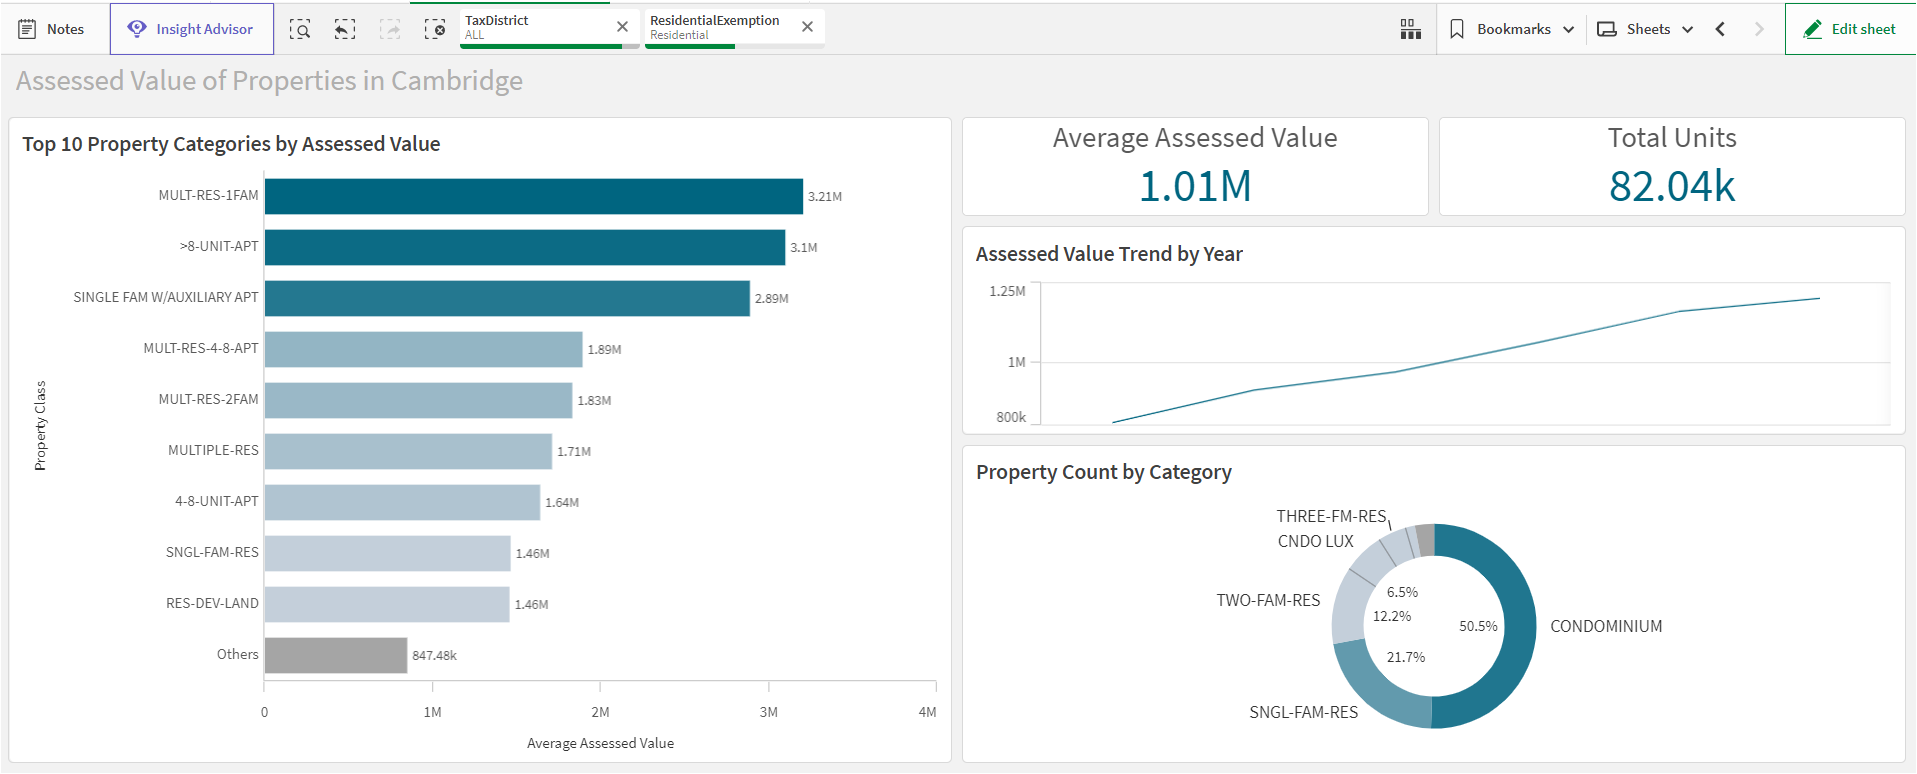 Notes
Insight Advisor
TaxDistrict
ALL
ResidentialExemption
Residential
Bookmarks
Sheets
Edit sheet
Assessed Value of Properties in Cambridge
Top 10 Property Categories by Assessed Value
Property Class
MULT-RES-1FAM 3.21M
>8-UNIT-APT 3.1M
SINGLE FAM W/AUXILIARY APT 2.89M
MULT-RES-4-8-APT 1.89M
MULT-RES-2FAM 1.83M
MULTIPLE-RES 1.71M
4-8-UNIT-APT 1.64M
SNGL-FAM-RES 1.46M
RES-DEV-LAND 1.46M
Others 847.48k
0 1M 2M 3M 4M
Average Assessed Value
Average Assessed Value
1.01M
Total Units
82.04k
Assessed Value Trend by Year
1.25M
1M
800k
Property Count by Category
THREE-FM-RES
CNDO LUX
6.5%
TWO-FAM-RES
12.2%
50.5% CONDOMINIUM
21.7%
SNGL-FAM-RES